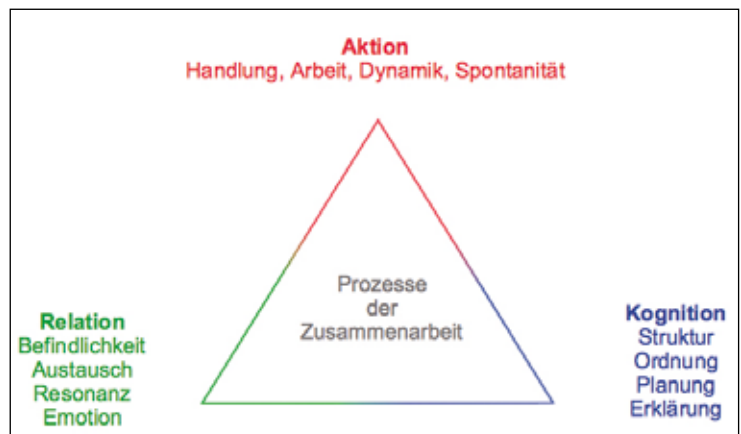 Aktion
Handlung, Arbeit, Dynamik, Spontanität
Prozesse
der
Zusammenarbeit
Relation
Befindlichkeit
Austausch
Resonanz
Emotion
Kognition
Struktur
Ordnung
Planung
Erklärung